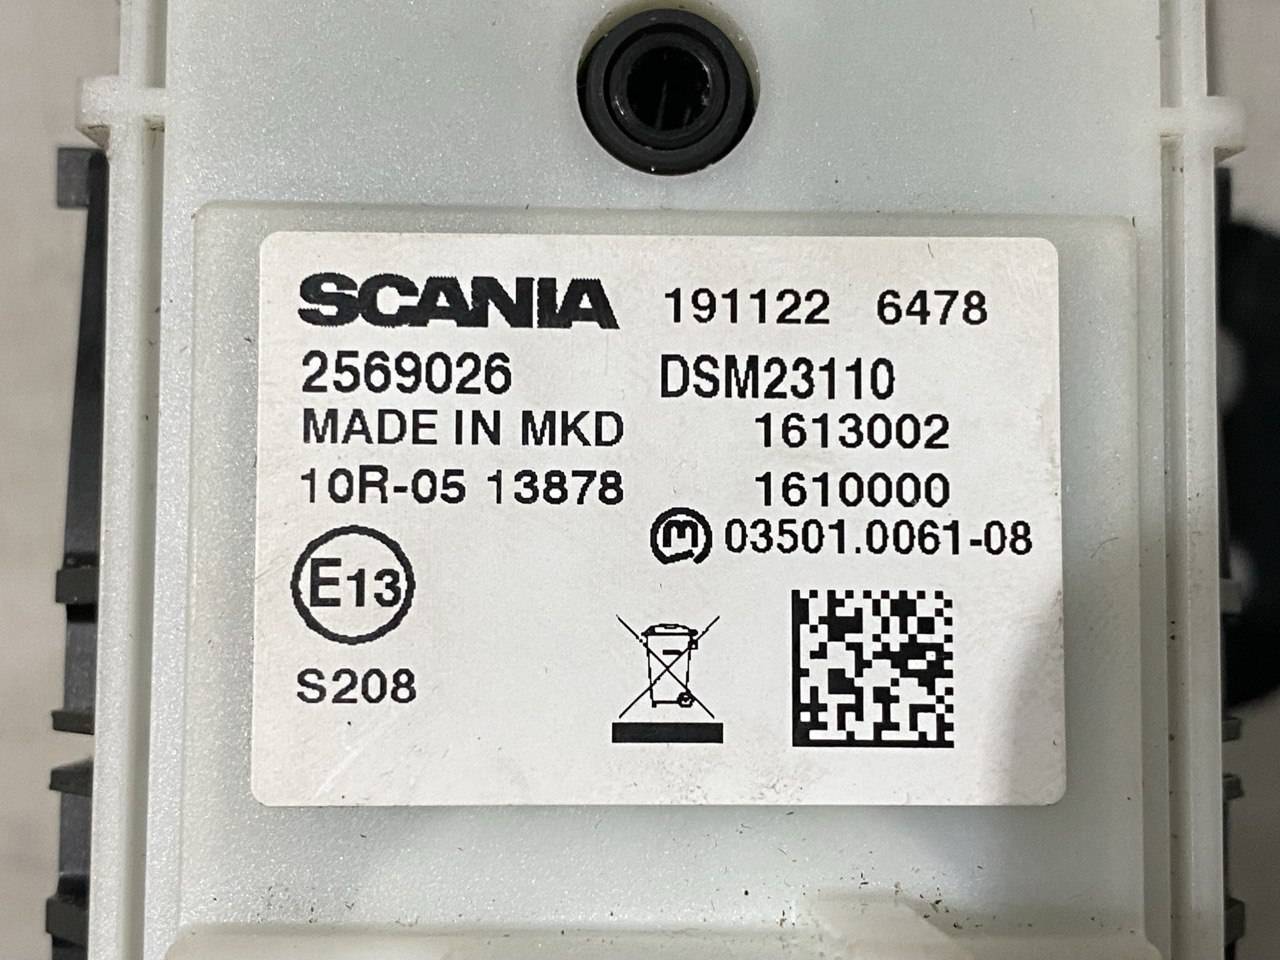 SCANIA 191122 6478
2569026 DSM23110
MADE IN MKD 1613002
10R-05 13878 1610000
m 03501.0061-08
E13
S208